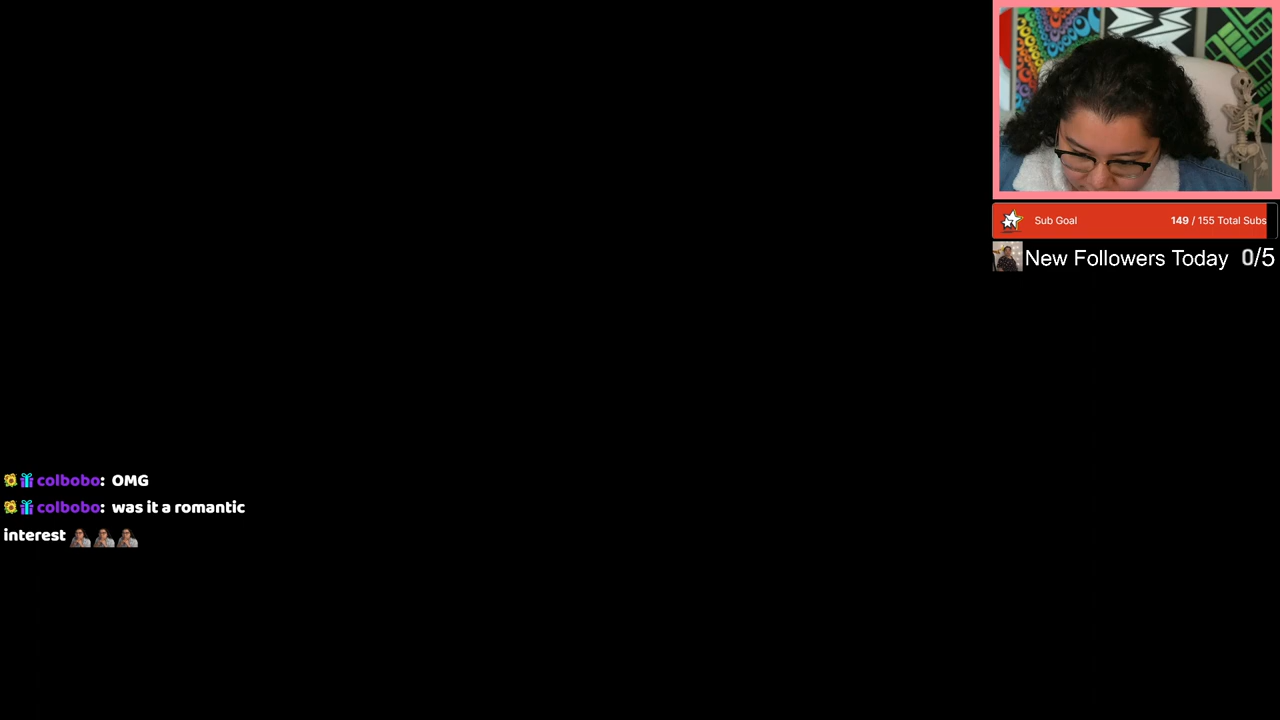 Sub Goal 149 / 155 Total Subs
New Followers Today 0/5
colbobo: OMG
colbobo: was it a romantic
interest